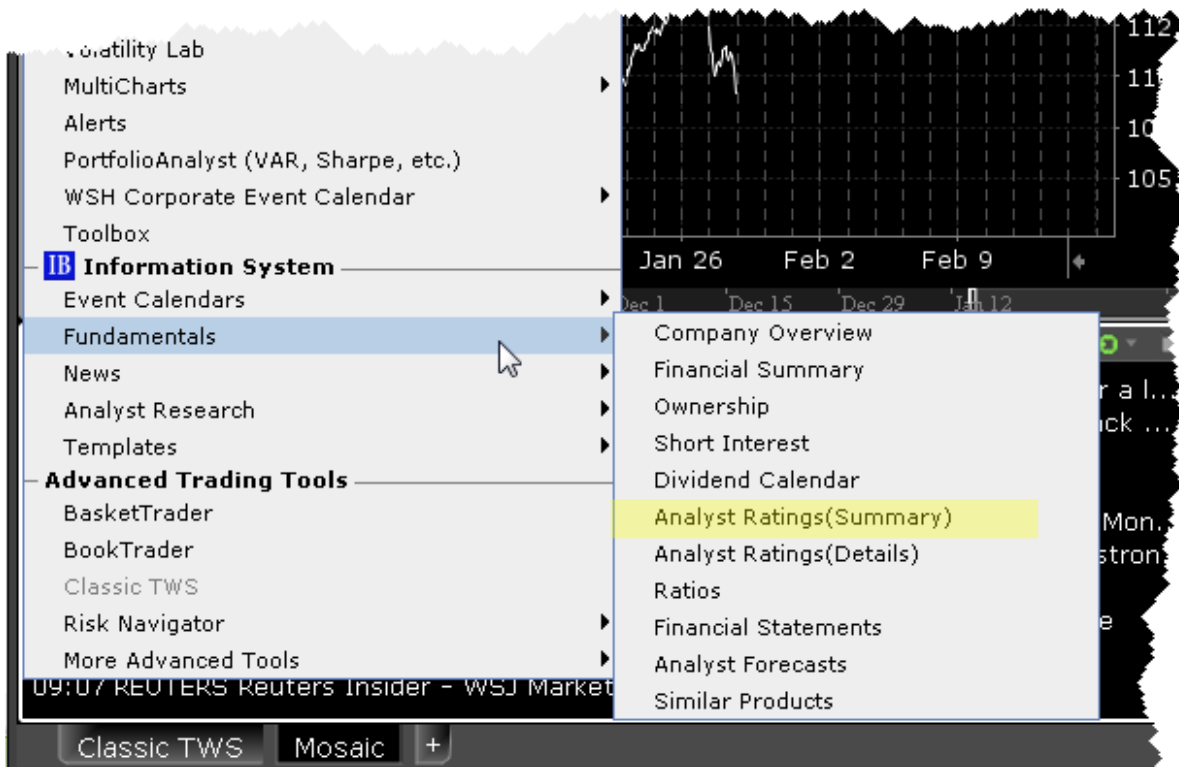 Volatility Lab
MultiCharts
Alerts
PortfolioAnalyst (VAR, Sharpe, etc.)
WSH Corporate Event Calendar
Toolbox
IB Information System
Event Calendars
Fundamentals
News
Analyst Research
Templates
Advanced Trading Tools
BasketTrader
BookTrader
Classic TWS
Risk Navigator
More Advanced Tools
112
105
Jan 26 Feb 2 Feb 9
Dec 1 Dec 15 Dec 29 Jan 12
Company Overview
Financial Summary
Ownership
Short Interest
Dividend Calendar
Analyst Ratings(Summary)
Analyst Ratings(Details)
Ratios
Financial Statements
Analyst Forecasts
Similar Products
r a l...
ck ...
Mon.
stron
e
09:07 REUTERS Reuters Insider - WSJ Market
Classic TWS Mosaic +